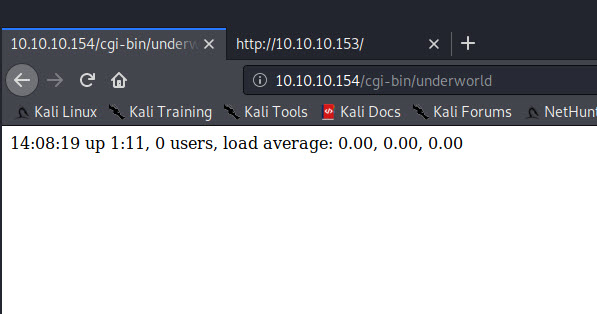 10.10.10.154/cgi-bin/underw
http://10.10.10.153/
10.10.10.154/cgi-bin/underworld
Kali Linux Kali Training Kali Tools Kali Docs Kali Forums NetHunt
14:08:19 up 1:11, 0 users, load average: 0.00, 0.00, 0.00